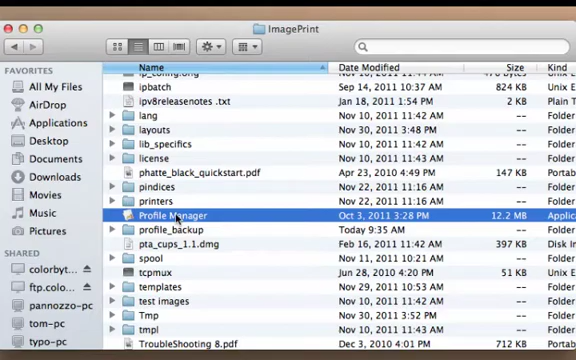 ImagePrint
FAVORITES
All My Files
AirDrop
Applications
Desktop
Documents
Downloads
Movies
Music
Pictures
SHARED
colorbyt...
ftp.colo...
pannozzo-pc
tom-pc
typo-pc
Name Date Modified Size Kind
ipbatch Sep 14, 2011 10:37 AM 824 KB Unix E
ipv8releasenotes .txt Jan 18, 2011 1:54 PM 2 KB Plain T
lang Nov 10, 2011 11:42 AM -- Folder
layouts Nov 30, 2011 3:48 PM -- Folder
lib_specifics Nov 10, 2011 11:42 AM -- Folder
license Nov 10, 2011 11:43 AM -- Folder
phatte_black_quickstart.pdf Apr 23, 2010 4:49 PM 147 KB Portab
pindices Nov 22, 2011 11:16 AM -- Folder
printers Nov 22, 2011 11:16 AM -- Folder
Profile Manager Oct 3, 2011 3:28 PM 12.2 MB Applic
profile_backup Today 9:35 AM -- Folder
pta_cups_1.1.dmg Feb 16, 2011 11:42 AM 397 KB Disk Im
spool Nov 11, 2011 10:21 AM -- Folder
tcpmux Jun 28, 2010 4:20 PM 51 KB Unix E
templates Nov 29, 2011 10:53 AM -- Folder
test images Nov 10, 2011 11:42 AM -- Folder
Tmp Nov 30, 2011 3:52 PM -- Folder
tmpl Nov 10, 2011 11:43 AM -- Folder
TroubleShooting 8.pdf Dec 3, 2010 4:01 PM 712 KB Portab